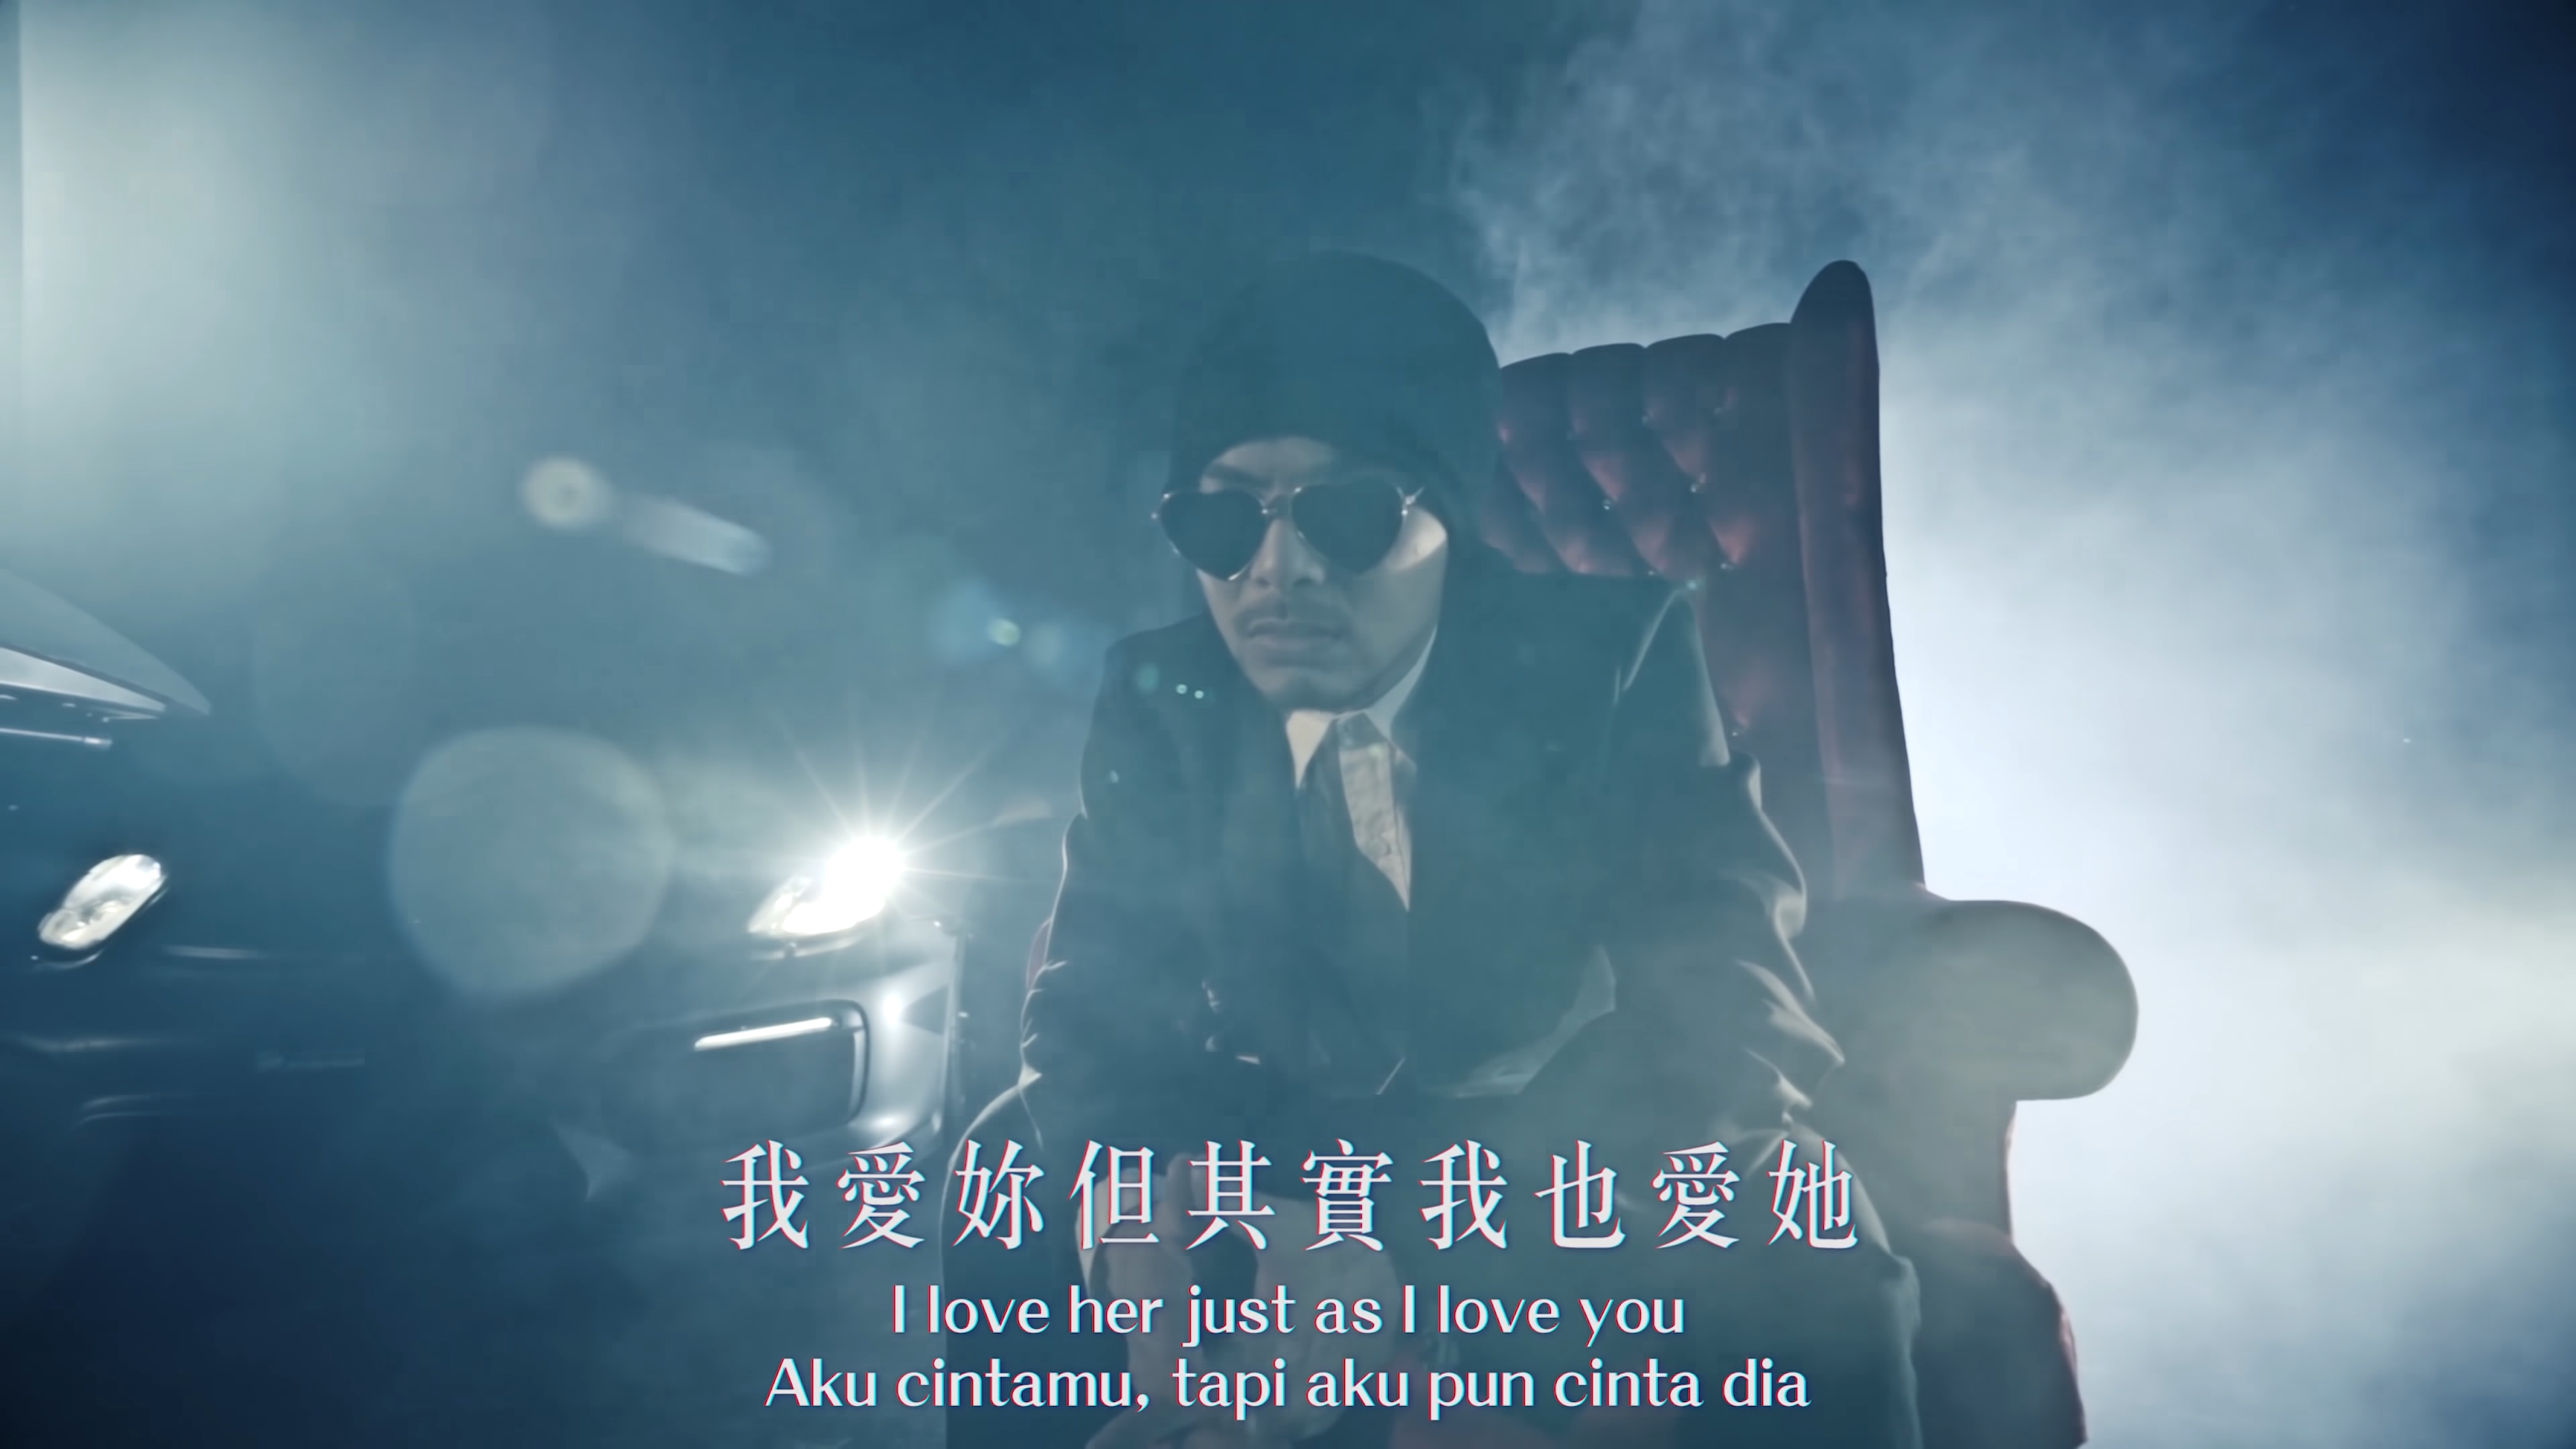 我愛妳但其實我也愛她
I love her just as I love you
Aku cintamu, tapi aku pun cinta dia